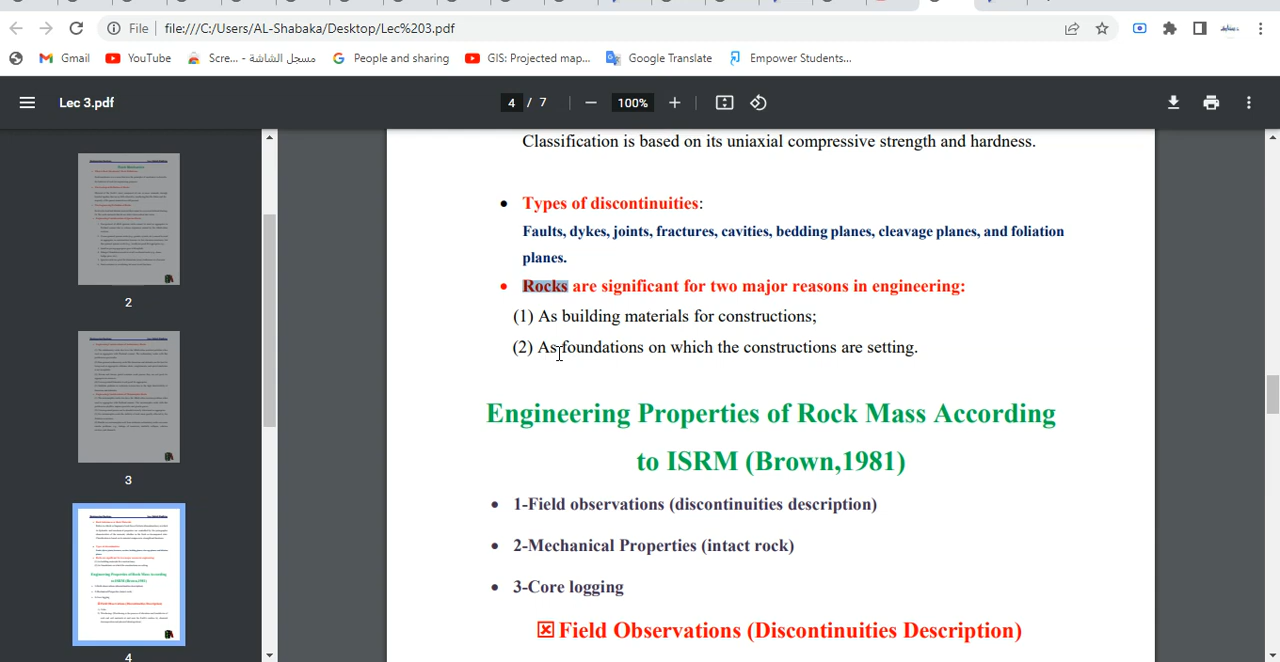 File
file:///C:/Users/AL-Shabaka/Desktop/Lec%203.pdf
Gmail
YouTube
Scre... - مسجل الشاشة
People and sharing
GIS: Projected map...
Google Translate
Empower Students...
Lec 3.pdf
4 / 7
100%
2
3
4
Classification is based on its uniaxial compressive strength and hardness.
• Types of discontinuities:
Faults, dykes, joints, fractures, cavities, bedding planes, cleavage planes, and foliation
planes.
• Rocks are significant for two major reasons in engineering:
(1) As building materials for constructions;
(2) As foundations on which the constructions are setting.
Engineering Properties of Rock Mass According
to ISRM (Brown,1981)
• 1-Field observations (discontinuities description)
• 2-Mechanical Properties (intact rock)
• 3-Core logging
Field Observations (Discontinuities Description)